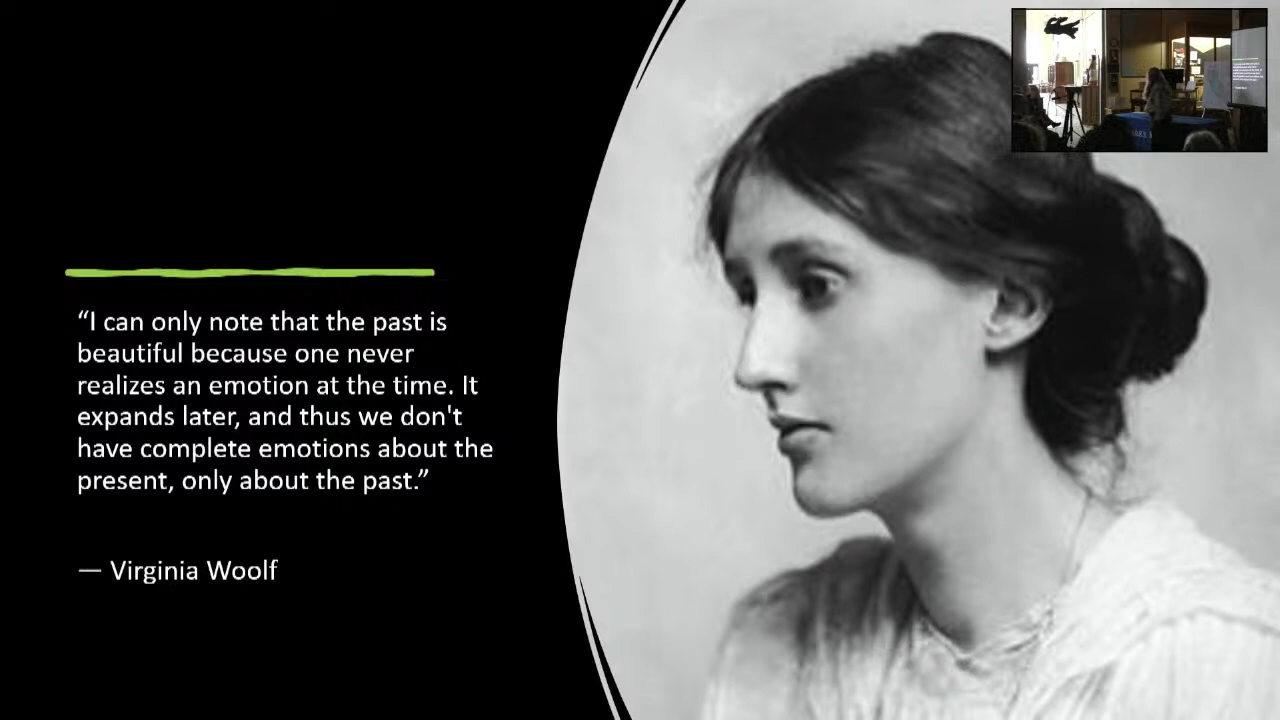 “I can only note that the past is
beautiful because one never
realizes an emotion at the time. It
expands later, and thus we don't
have complete emotions about the
present, only about the past.”
— Virginia Woolf